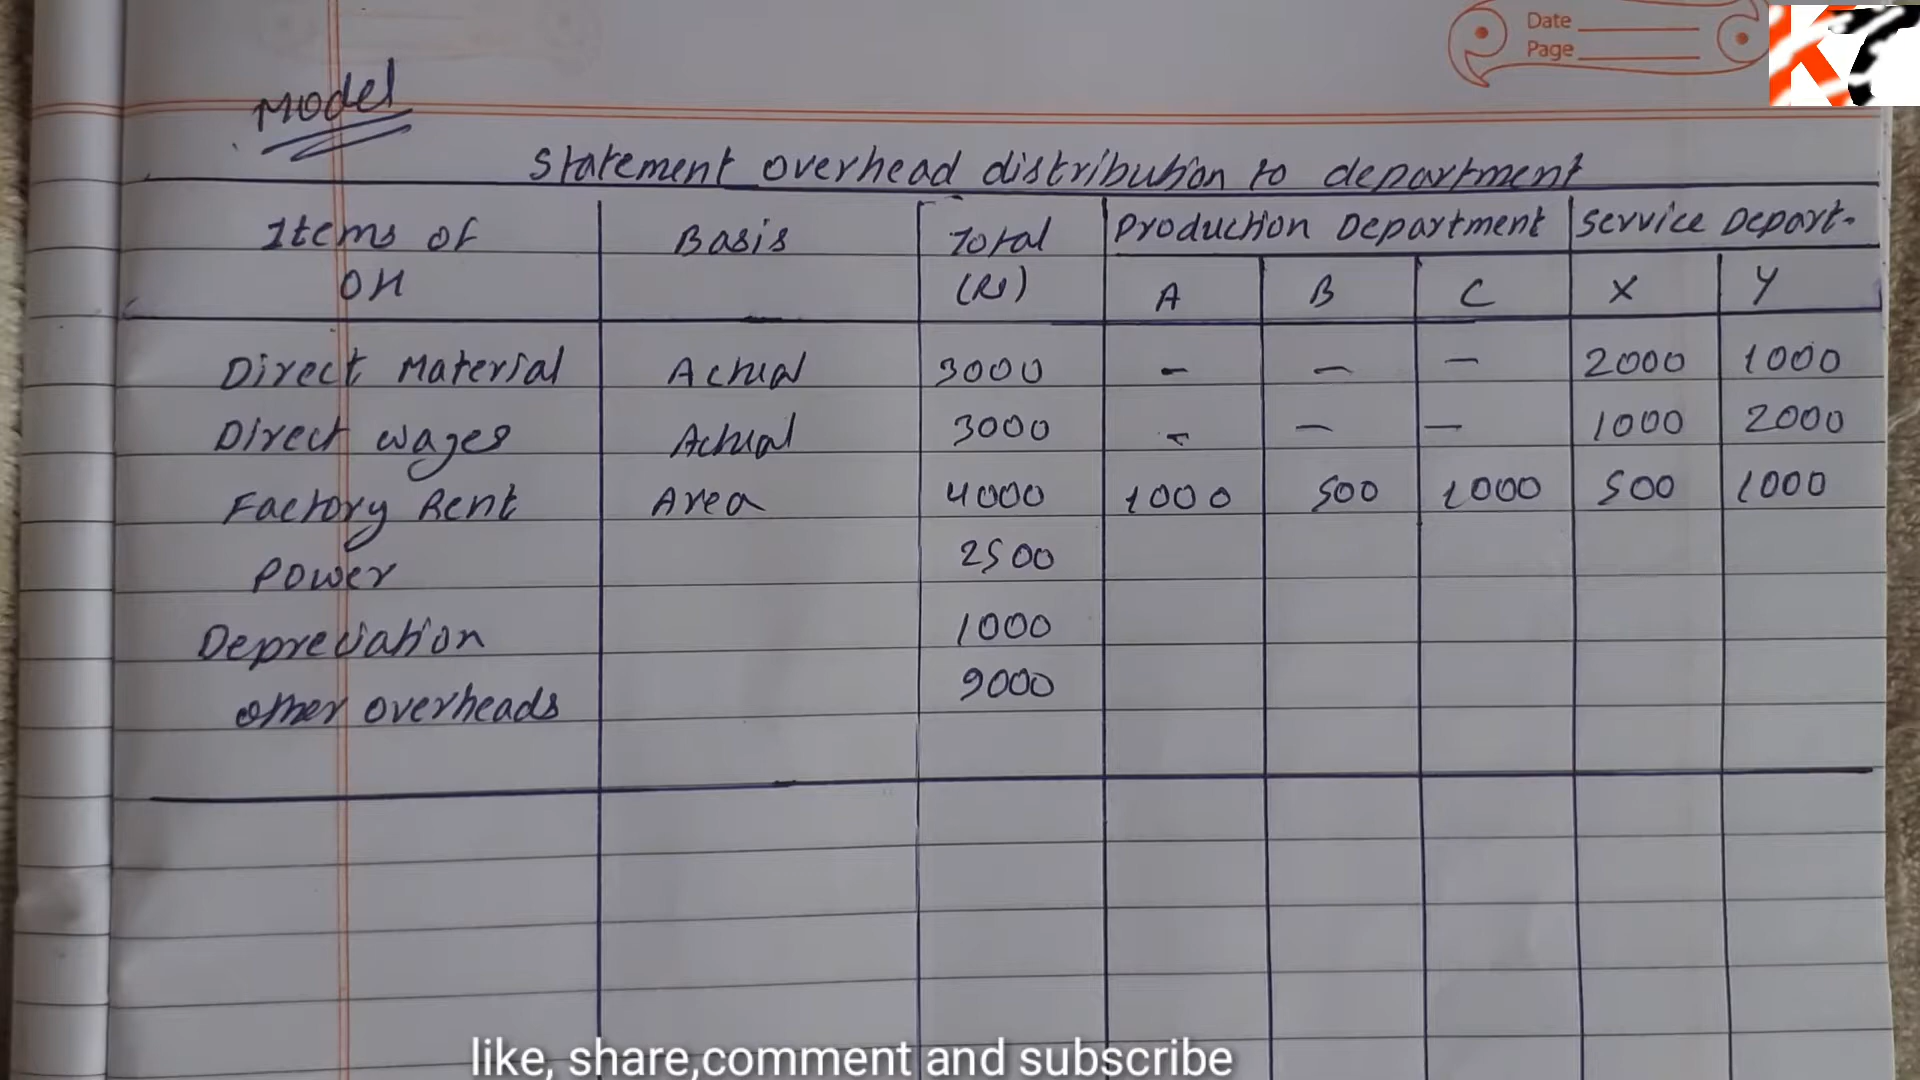 Date
Page
Model
Statement overhead distribution to department
Items of OH Basis Total (Rs) Production Department Service Depart.
A B C X Y
Direct Material Actual 3000 - - - 2000 1000
Direct wages Actual 3000 - - - 1000 2000
Factory Rent Area 4000 1000 500 1000 500 1000
Power 2500
Depreciation 1000
other overheads 9000
like, share,comment and subscribe